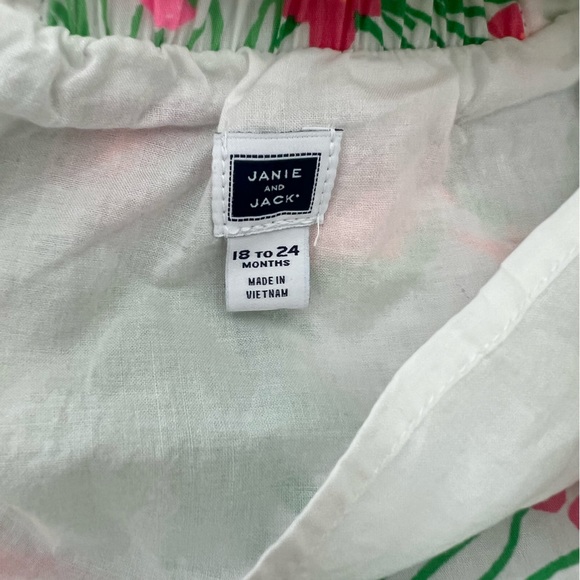 JANIE
AND
JACK
18 TO 24
MONTHS
MADE IN
VIETNAM